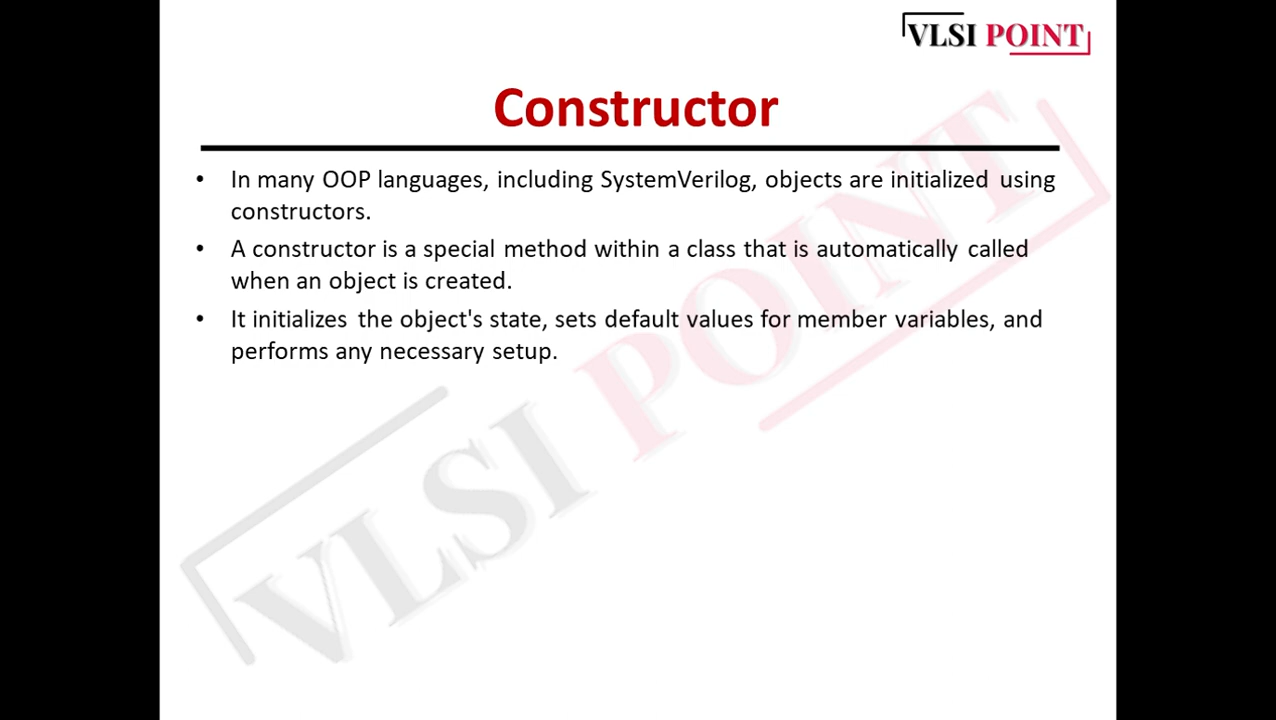 VLSI POINT
Constructor
• In many OOP languages, including SystemVerilog, objects are initialized using
constructors.
• A constructor is a special method within a class that is automatically called
when an object is created.
• It initializes the object's state, sets default values for member variables, and
performs any necessary setup.
VLSI POINT